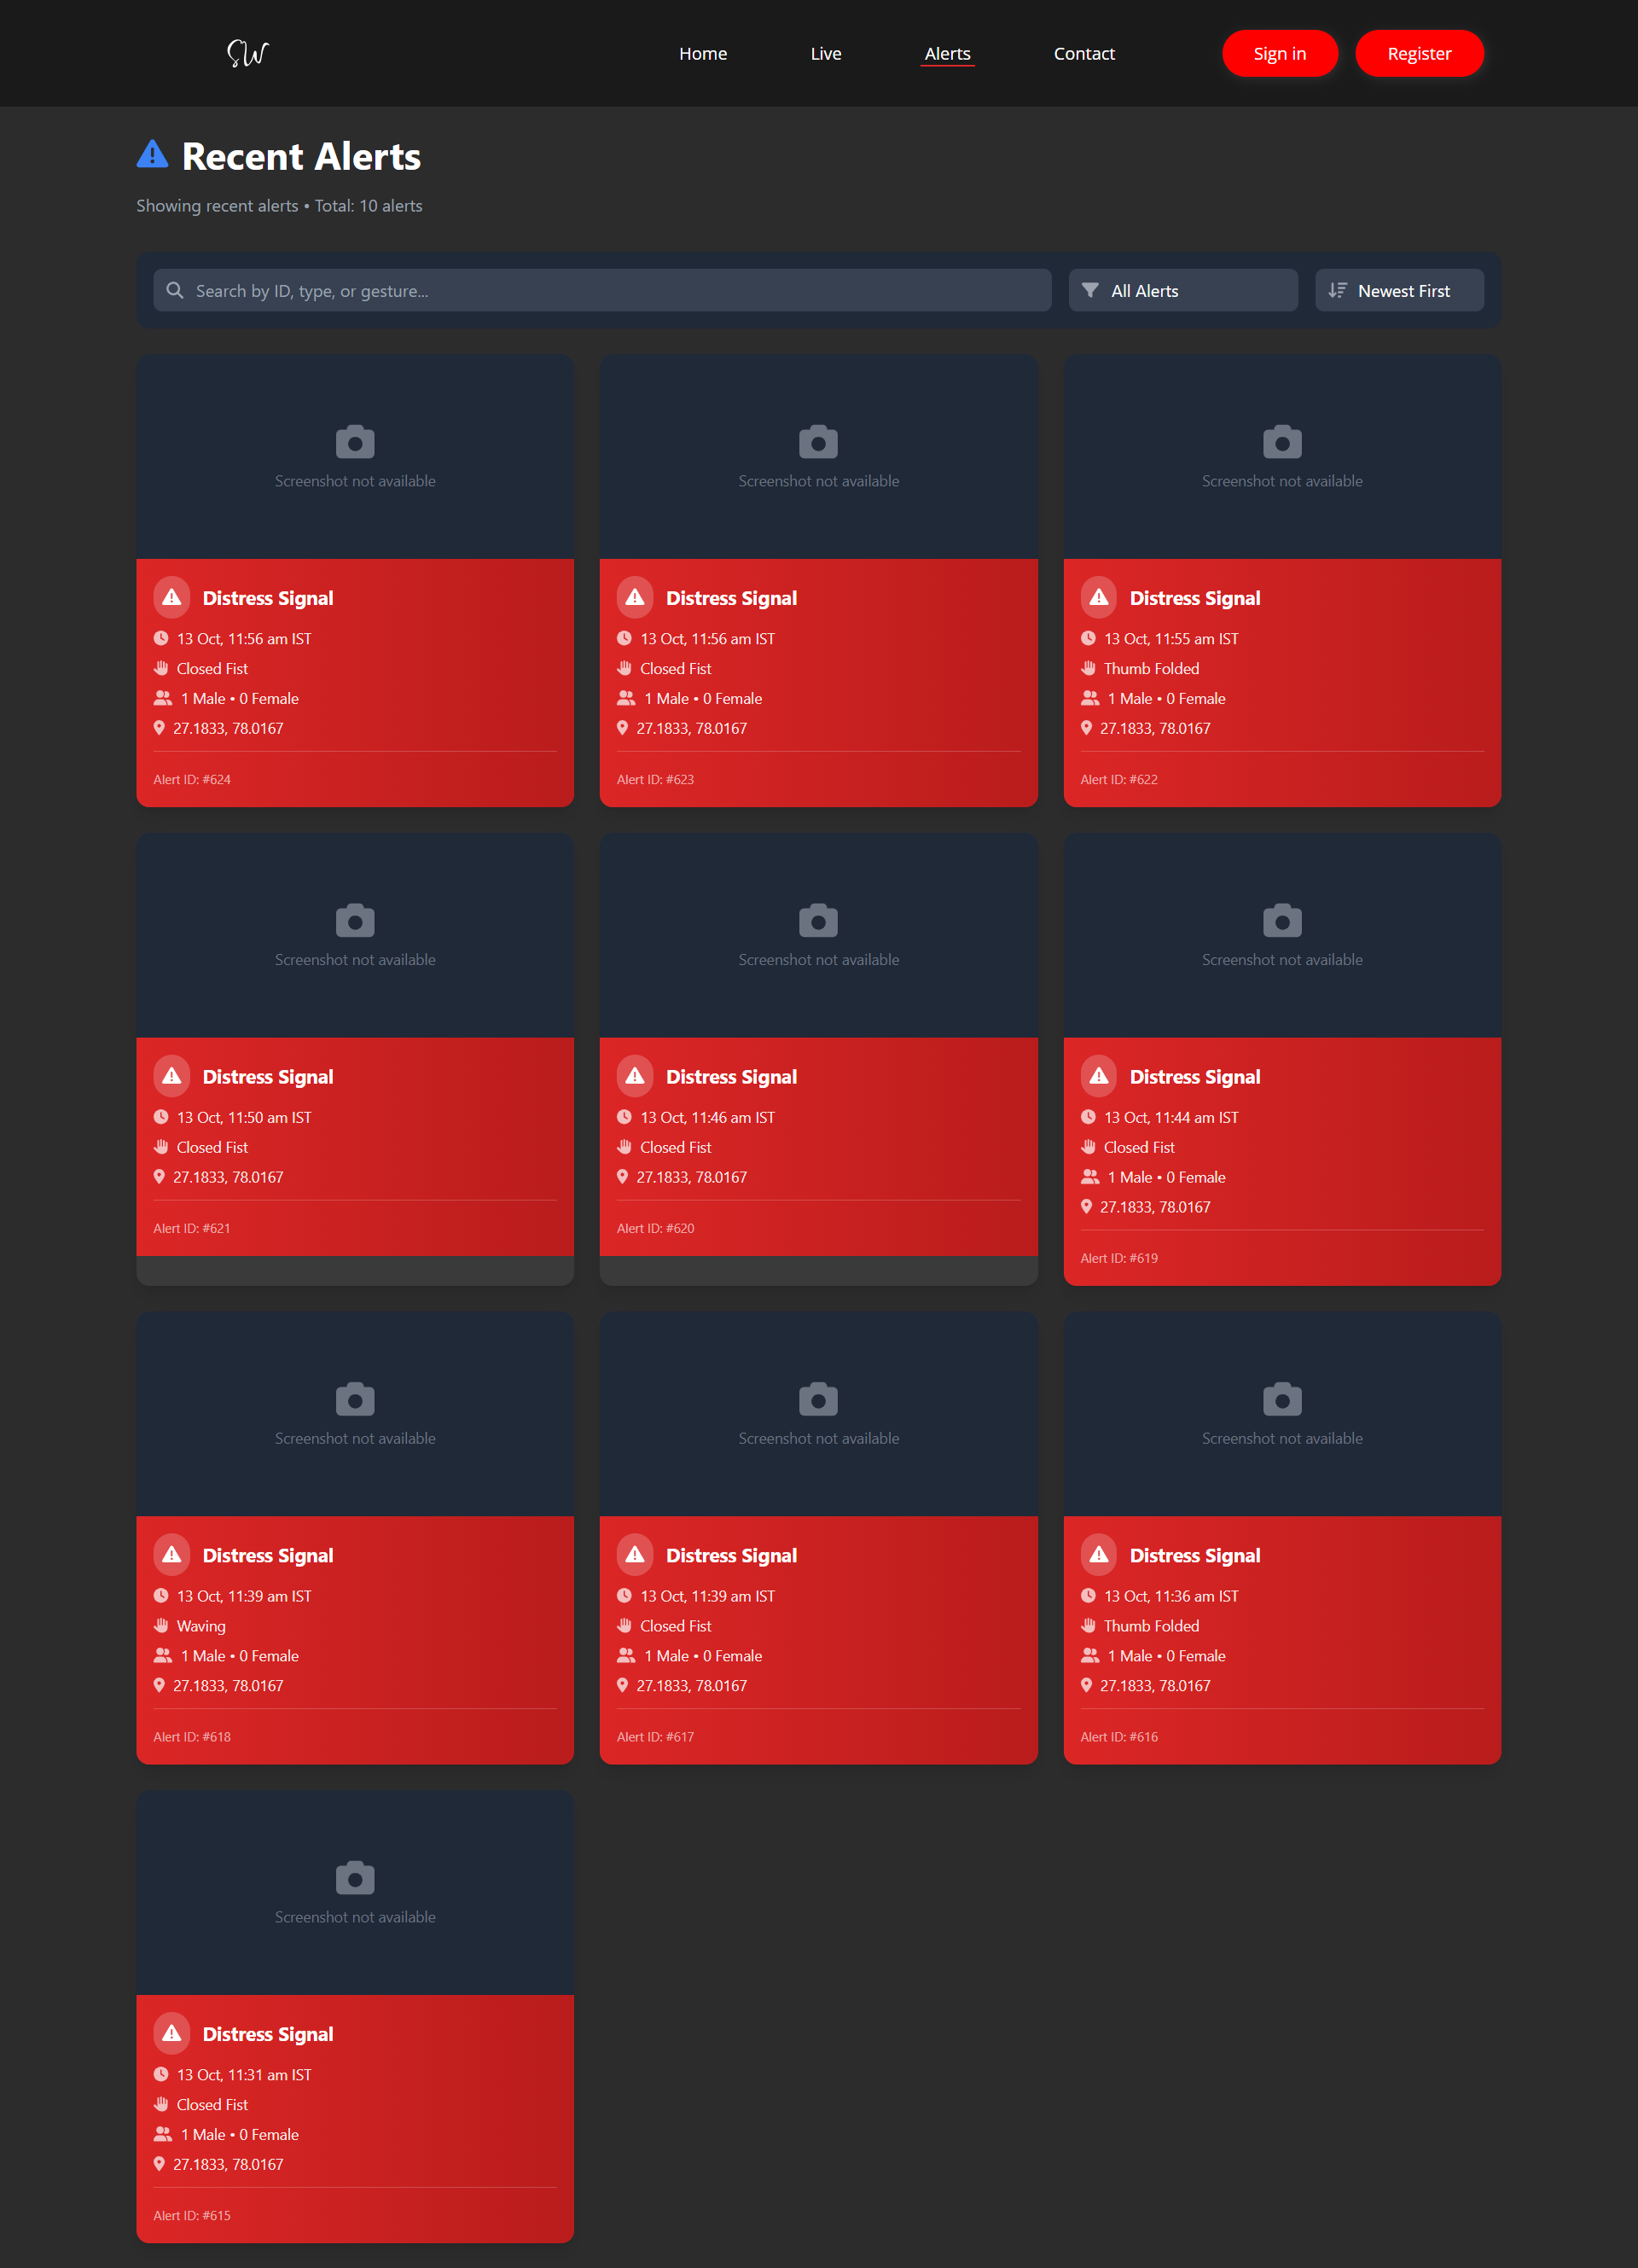 SW
Home Live Alerts Contact Sign in Register
Recent Alerts
Showing recent alerts • Total: 10 alerts
Search by ID, type, or gesture... All Alerts Newest First
Screenshot not available
Distress Signal
13 Oct, 11:56 am IST
Closed Fist
1 Male • 0 Female
27.1833, 78.0167
Alert ID: #624
Screenshot not available
Distress Signal
13 Oct, 11:56 am IST
Closed Fist
1 Male • 0 Female
27.1833, 78.0167
Alert ID: #623
Screenshot not available
Distress Signal
13 Oct, 11:55 am IST
Thumb Folded
1 Male • 0 Female
27.1833, 78.0167
Alert ID: #622
Screenshot not available
Distress Signal
13 Oct, 11:50 am IST
Closed Fist
27.1833, 78.0167
Alert ID: #621
Screenshot not available
Distress Signal
13 Oct, 11:46 am IST
Closed Fist
27.1833, 78.0167
Alert ID: #620
Screenshot not available
Distress Signal
13 Oct, 11:44 am IST
Closed Fist
1 Male • 0 Female
27.1833, 78.0167
Alert ID: #619
Screenshot not available
Distress Signal
13 Oct, 11:39 am IST
Waving
1 Male • 0 Female
27.1833, 78.0167
Alert ID: #618
Screenshot not available
Distress Signal
13 Oct, 11:39 am IST
Closed Fist
1 Male • 0 Female
27.1833, 78.0167
Alert ID: #617
Screenshot not available
Distress Signal
13 Oct, 11:36 am IST
Thumb Folded
1 Male • 0 Female
27.1833, 78.0167
Alert ID: #616
Screenshot not available
Distress Signal
13 Oct, 11:31 am IST
Closed Fist
1 Male • 0 Female
27.1833, 78.0167
Alert ID: #615